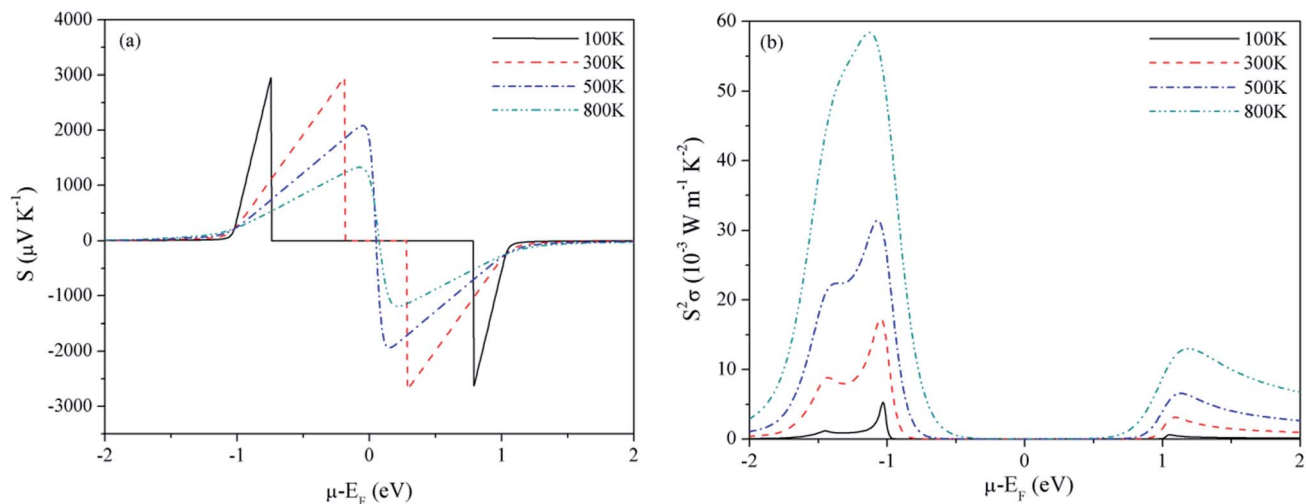 (a)
100K
300K
500K
800K
4000
3000
2000
1000
0
-1000
-2000
-3000
S (μV K⁻¹)
-2
-1
0
1
2
μ-E_F (eV)
(b)
100K
300K
500K
800K
60
50
40
30
20
10
0
S²σ (10⁻³ W m⁻¹ K⁻²)
-2
-1
0
1
2
μ-E_F (eV)